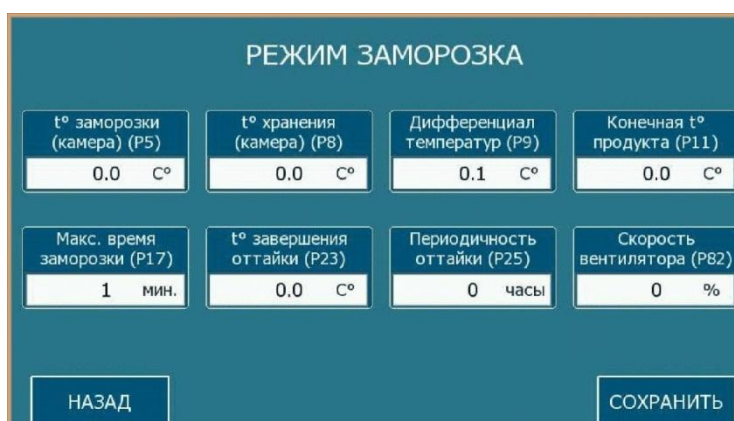 РЕЖИМ ЗАМОРОЗКА
t° заморозки
(камера) (P5)
0.0 C°
t° хранения
(камера) (P8)
0.0 C°
Дифференциал
температур (P9)
0.1 C°
Конечная t°
продукта (P11)
0.0 C°
Макс. время
заморозки (P17)
1 мин.
t° завершения
оттайки (P23)
0.0 C°
Периодичность
оттайки (P25)
0 часы
Скорость
вентилятора (P82)
0 %
НАЗАД
СОХРАНИТЬ